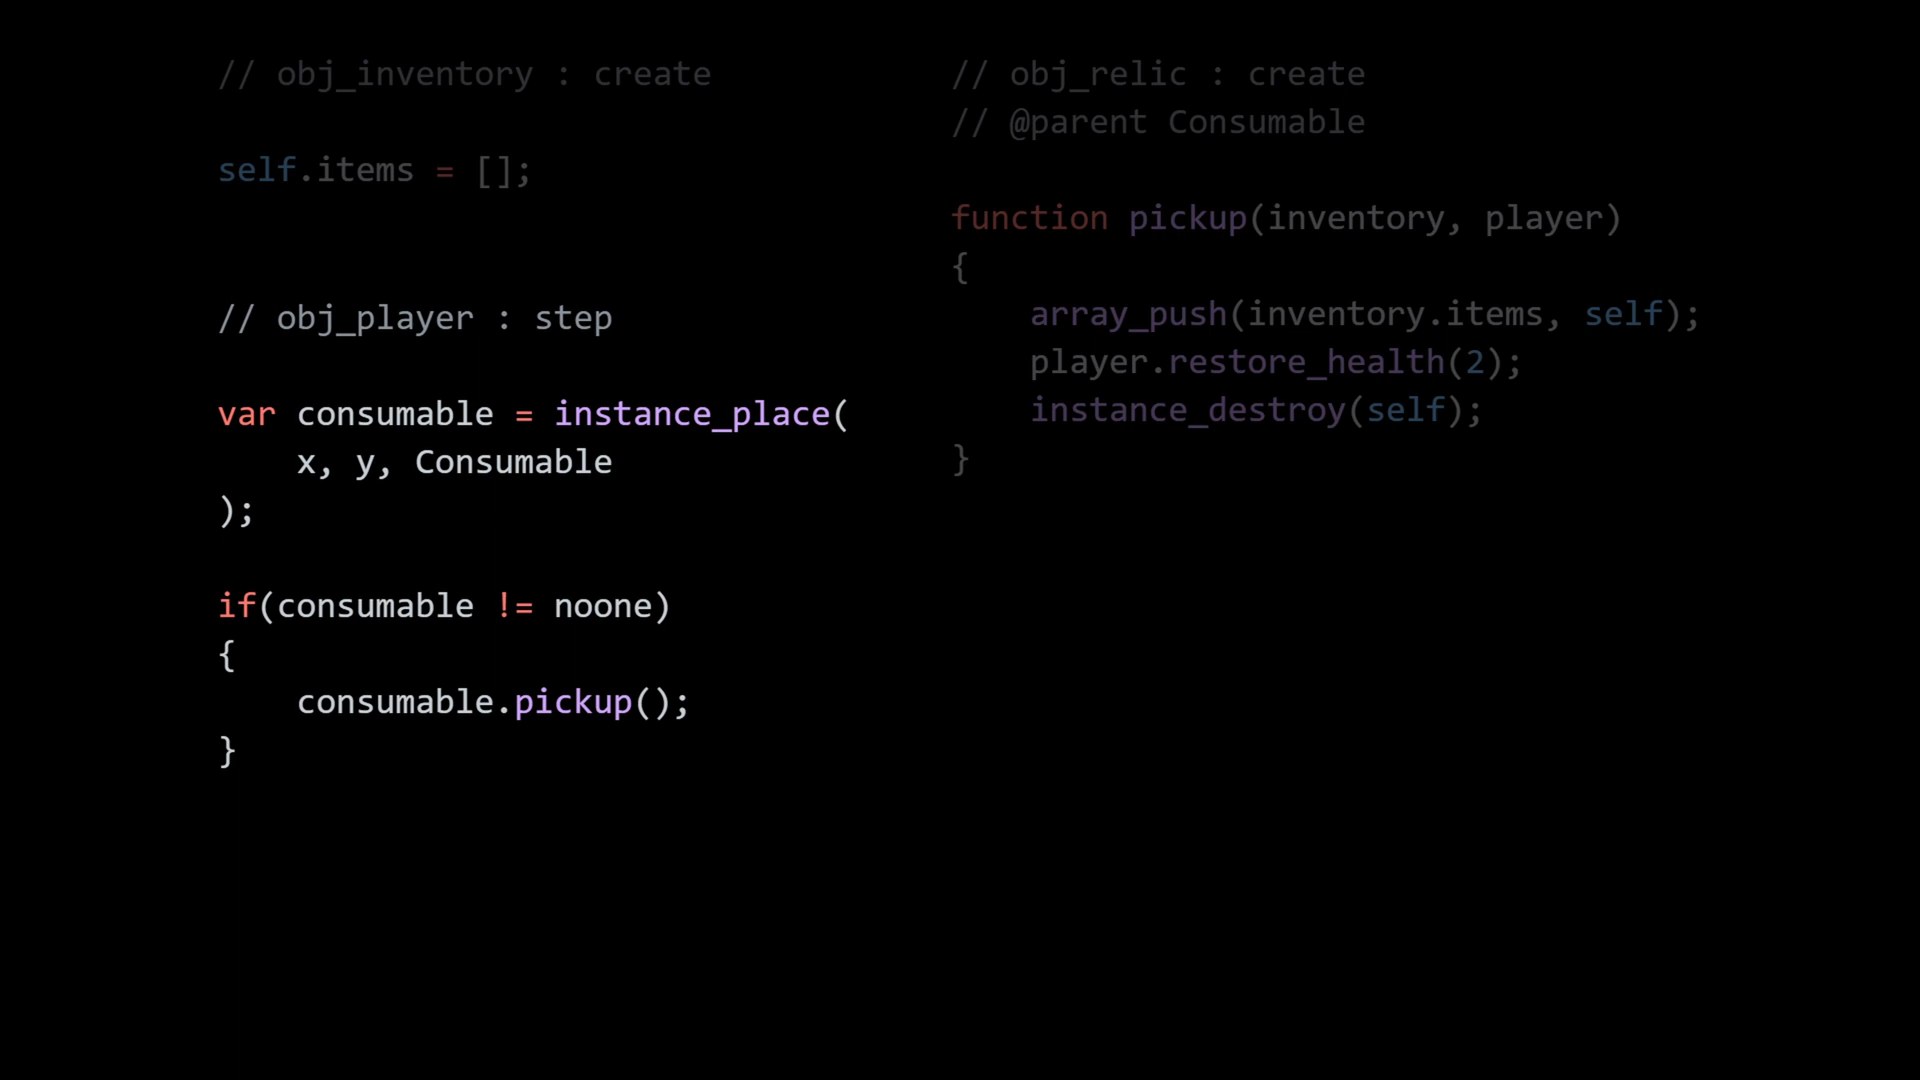 // obj_inventory : create
self.items = [];
// obj_player : step
var consumable = instance_place(
    x, y, Consumable
);
if(consumable != noone)
{
    consumable.pickup();
}
// obj_relic : create
// @parent Consumable
function pickup(inventory, player)
{
    array_push(inventory.items, self);
    player.restore_health(2);
    instance_destroy(self);
}